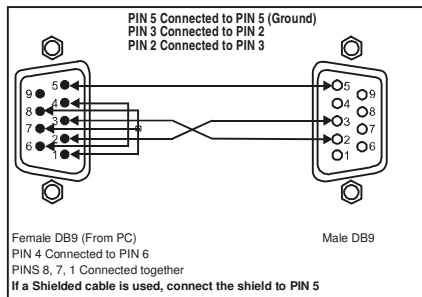 PIN 5 Connected to PIN 5 (Ground)
PIN 3 Connected to PIN 2
PIN 2 Connected to PIN 3
5
9
4
8
3
7
2
6
1
5
9
4
8
3
7
2
6
1
Female DB9 (From PC)
Male DB9
PIN 4 Connected to PIN 6
PINS 8, 7, 1 Connected together
If a Shielded cable is used, connect the shield to PIN 5